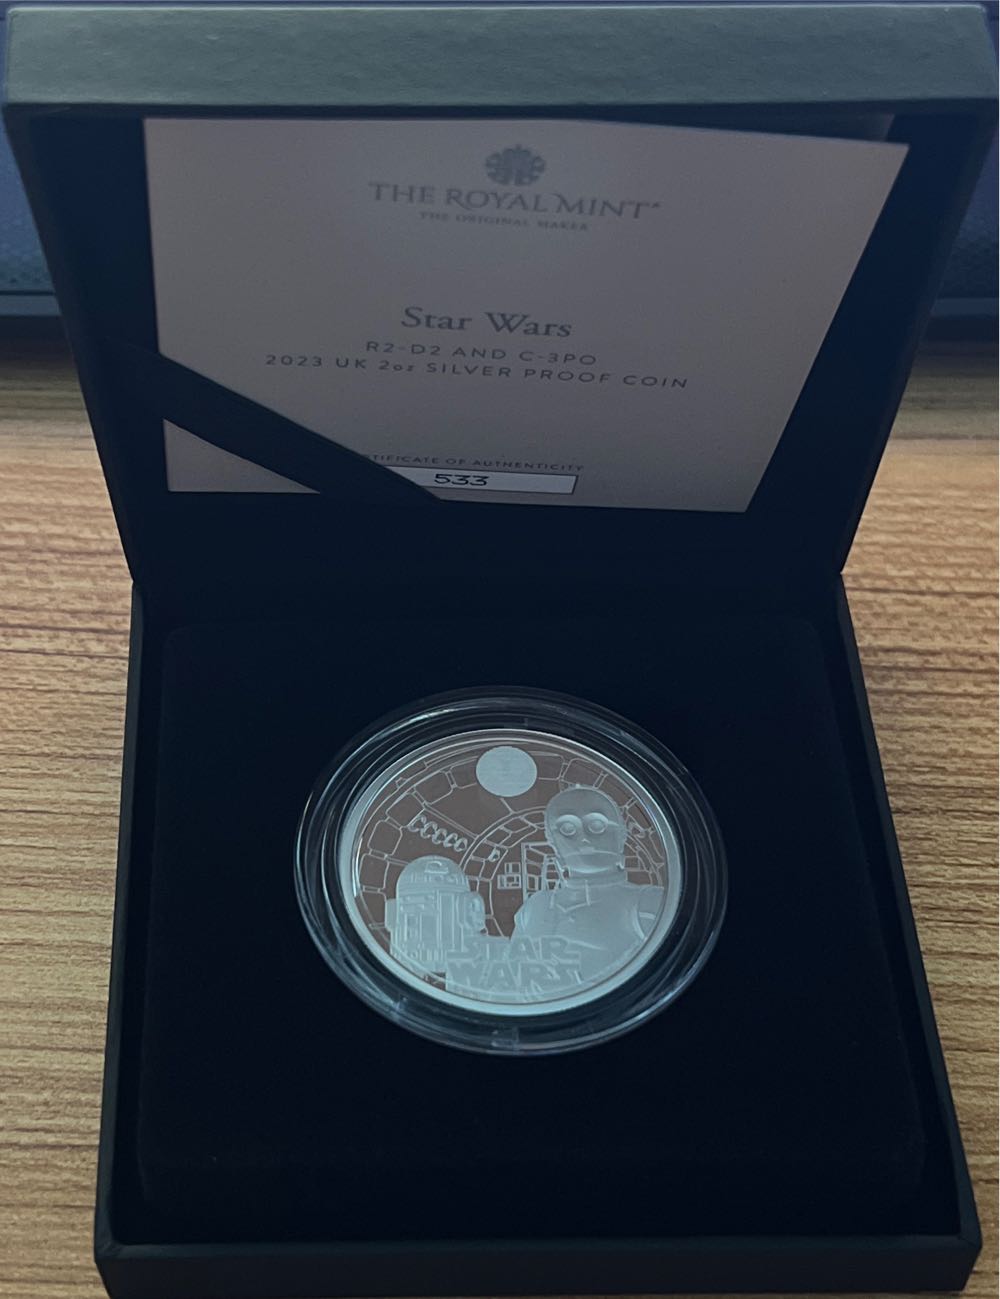 THE ROYAL MINT®
THE ORIGINAL MAKER
Star Wars
R2-D2 AND C-3PO
2023 UK 2oz SILVER PROOF COIN
TIFICATE OF AUTHENTICITY
533
STAR
WARS